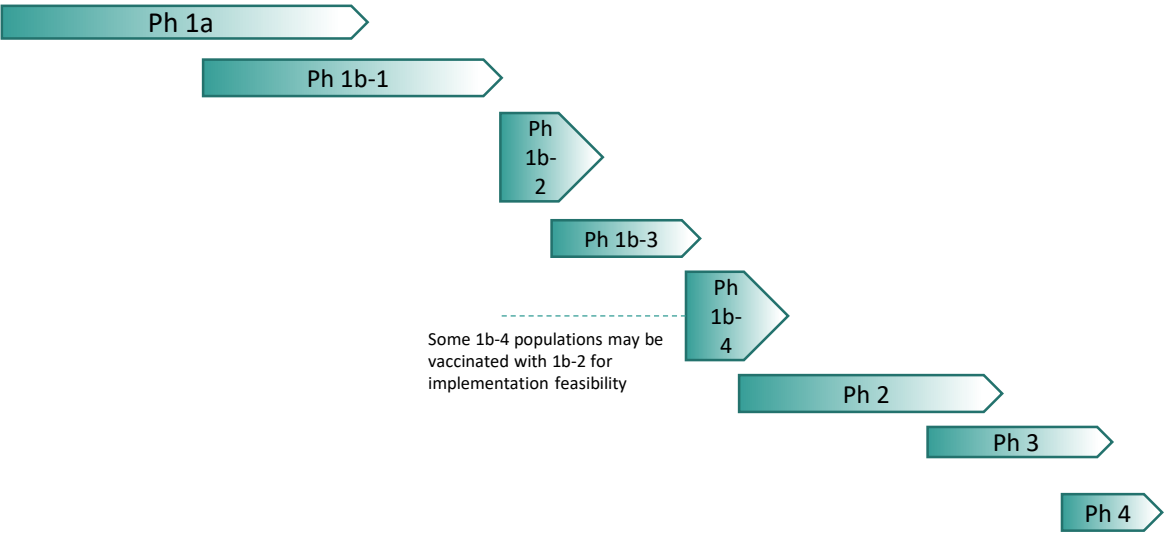 Ph 1a
Ph 1b-1
Ph
1b-
2
Ph 1b-3
Ph
1b-
4
Some 1b-4 populations may be
vaccinated with 1b-2 for
implementation feasibility
Ph 2
Ph 3
Ph 4